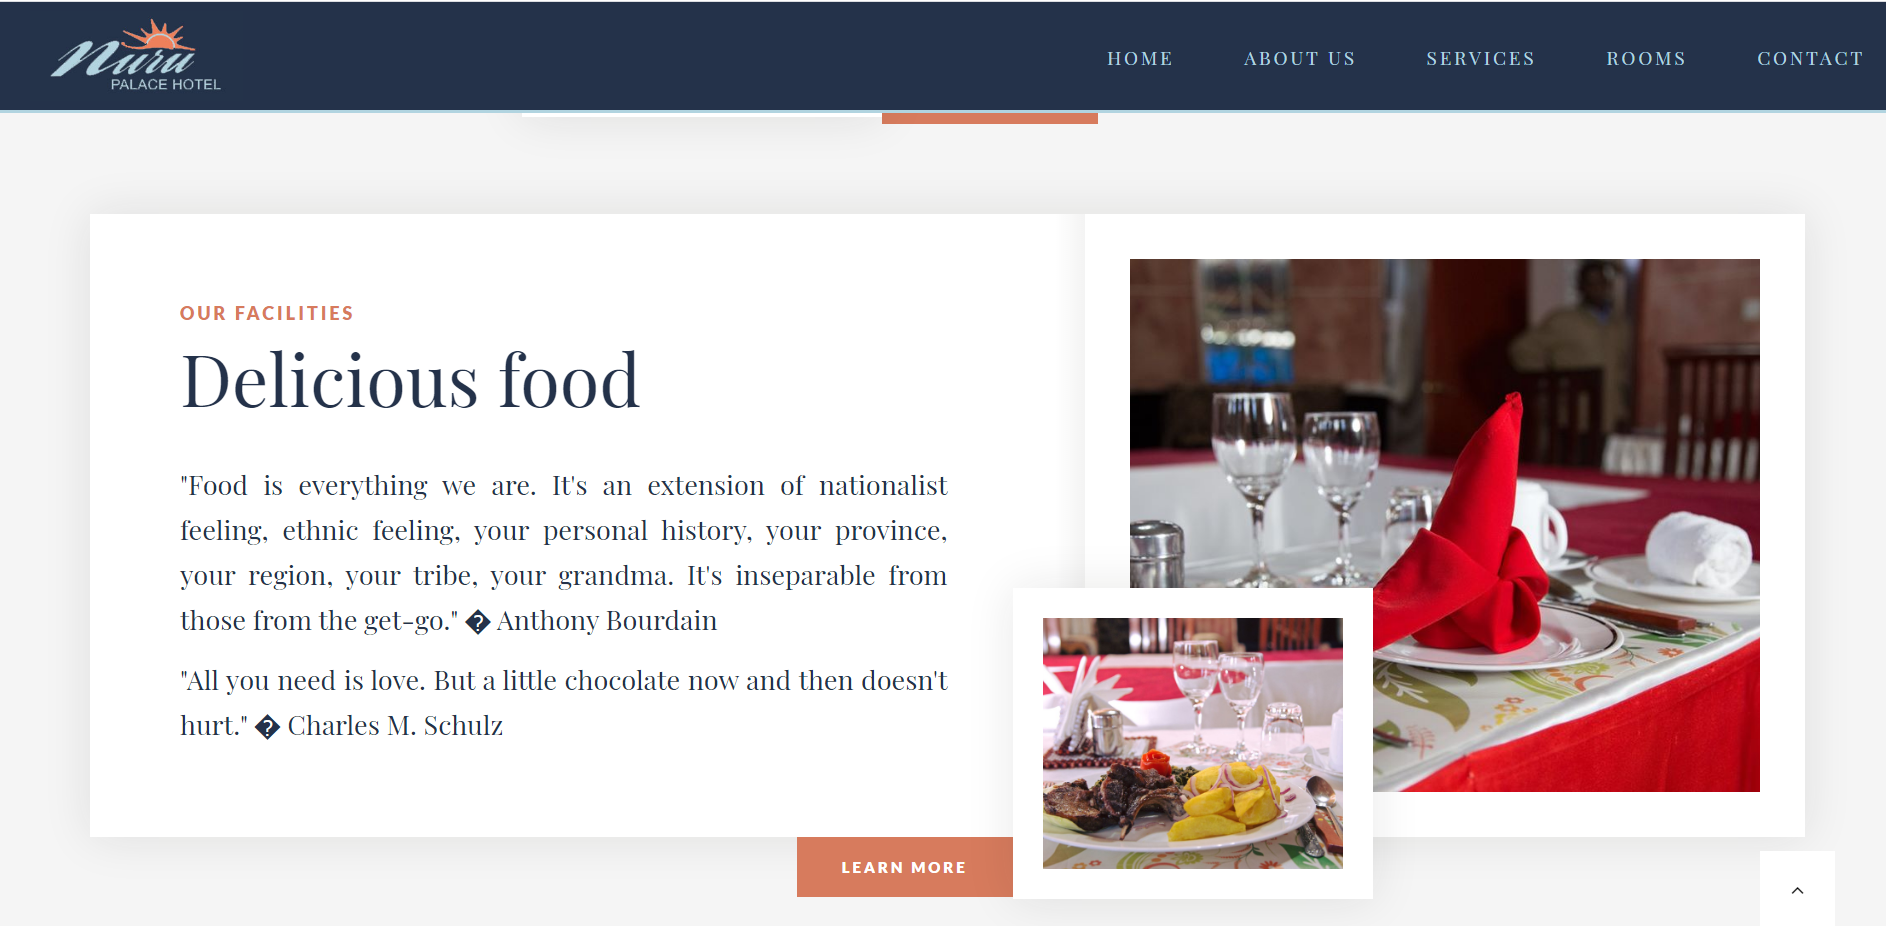 Nuru
PALACE HOTEL
HOME
ABOUT US
SERVICES
ROOMS
CONTACT
OUR FACILITIES
Delicious food
"Food is everything we are. It's an extension of nationalist
feeling, ethnic feeling, your personal history, your province,
your region, your tribe, your grandma. It's inseparable from
those from the get-go." � Anthony Bourdain
"All you need is love. But a little chocolate now and then doesn't
hurt." � Charles M. Schulz
LEARN MORE